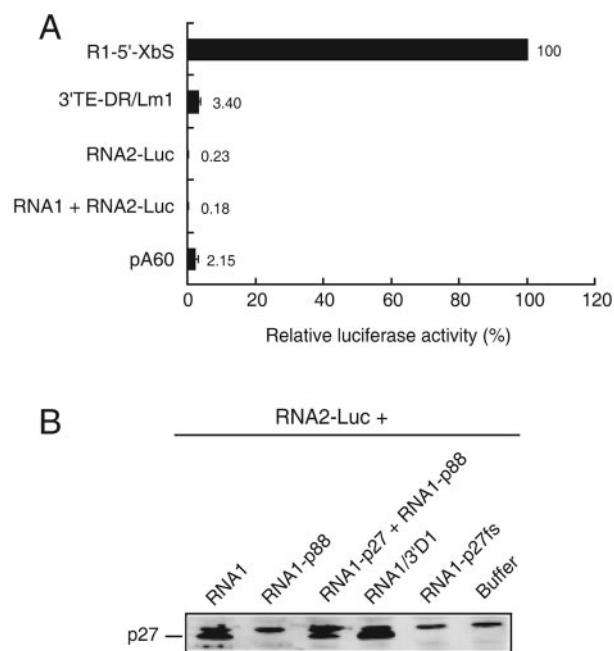 A
R1-5'-XbS 100
3'TE-DR/Lm1 3.40
RNA2-Luc 0.23
RNA1 + RNA2-Luc 0.18
pA60 2.15
0 20 40 60 80 100 120
Relative luciferase activity (%)
B
RNA2-Luc +
RNA1
RNA1-p88
RNA1-p27 + RNA1-p88
RNA1/3'D1
RNA1-p27fs
Buffer
p27